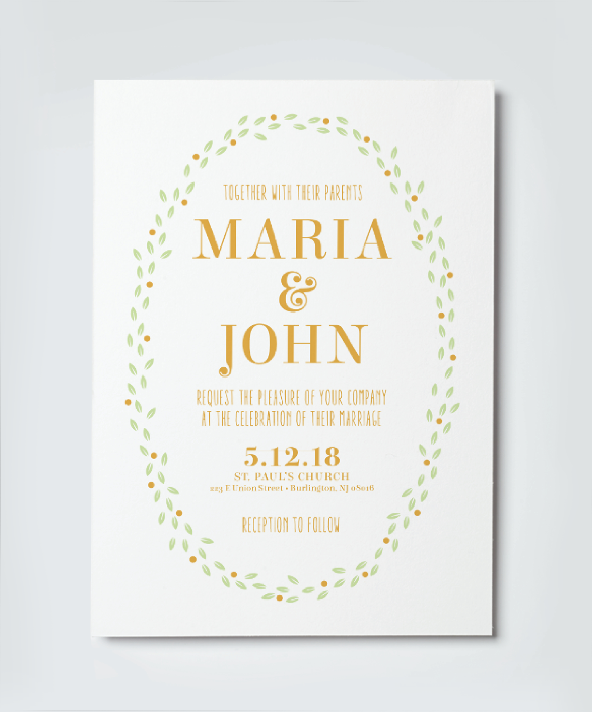 TOGETHER WITH THEIR PARENTS
MARIA
&
JOHN
REQUEST THE PLEASURE OF YOUR COMPANY
AT THE CELEBRATION OF THEIR MARRIAGE
5.12.18
ST. PAUL'S CHURCH
223 E Union Street • Burlington, NJ 08016
RECEPTION TO FOLLOW